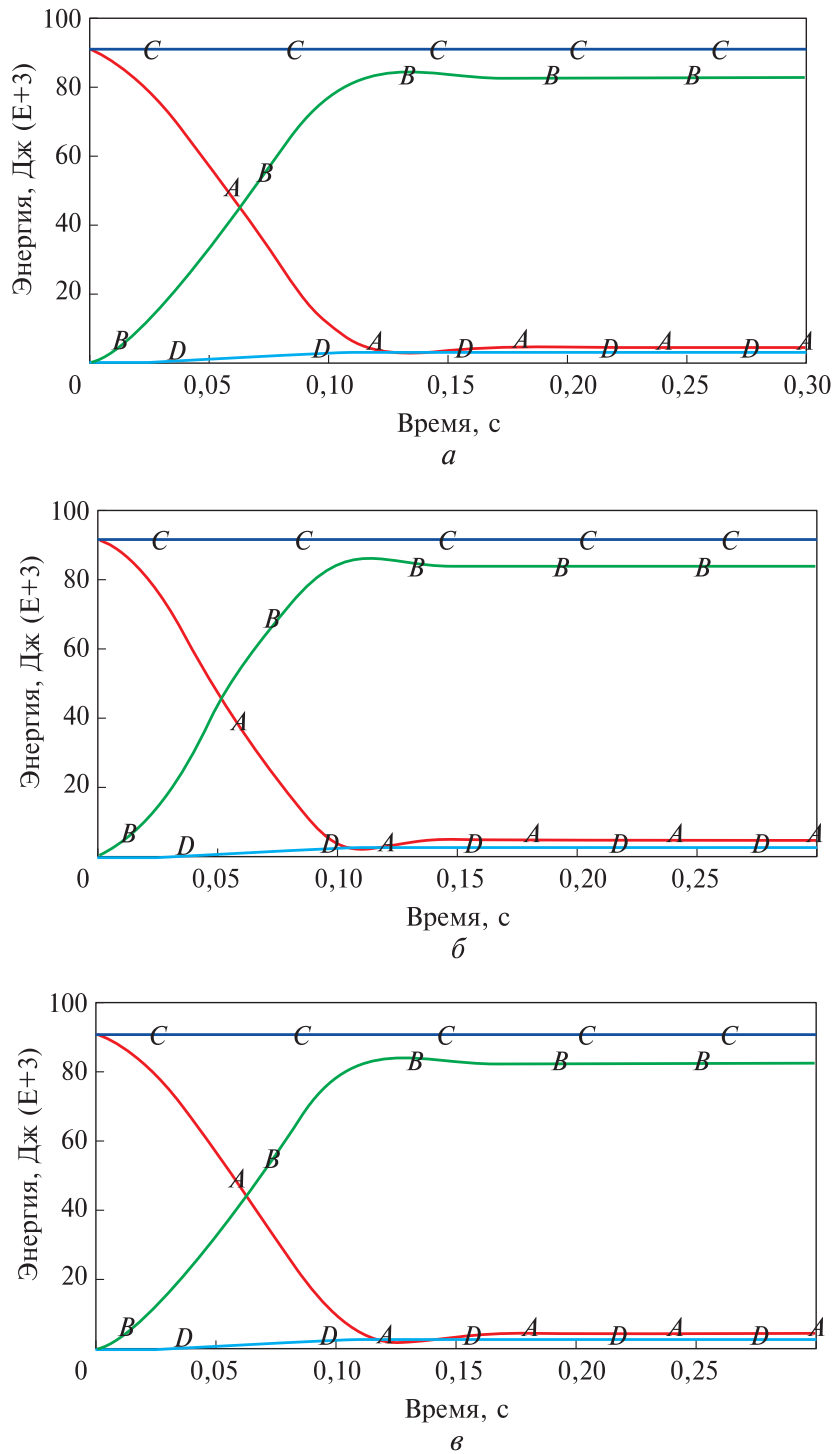 Энергия, Дж (E+3)
100
C C C C C
80
B B B
60
A B
40
20
B D D A D A D A D A
0 0,05 0,10 0,15 0,20 0,25 0,30
Время, с
а
Энергия, Дж (E+3)
100
C C C C C
80
B B B
B
60
40
A
20
B D D A D A D A D A
0 0,05 0,10 0,15 0,20 0,25
Время, с
б
Энергия, Дж (E+3)
100
C C C C C
80
B B B
60
A B
40
20
B D D A D A D A D A
0 0,05 0,10 0,15 0,20 0,25
Время, с
в